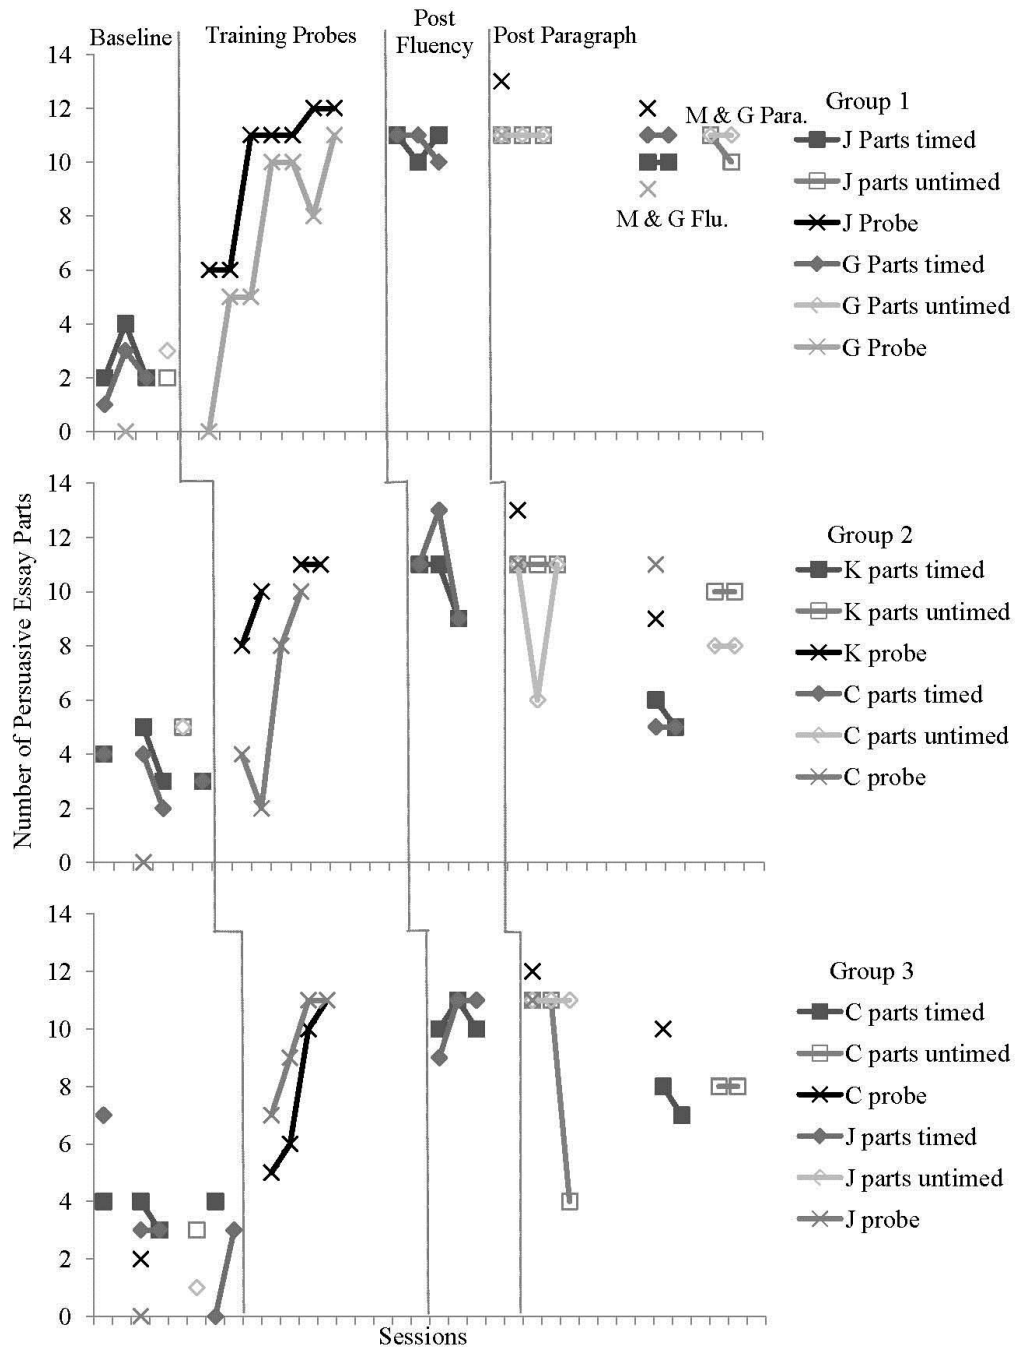 Baseline
Training Probes
Post
Fluency
Post Paragraph
14
12
10
8
6
4
2
0
M & G Para.
M & G Flu.
Group 1
J Parts timed
J parts untimed
J Probe
G Parts timed
G Parts untimed
G Probe
Number of Persuasive Essay Parts
14
12
10
8
6
4
2
0
Group 2
K parts timed
K parts untimed
K probe
C parts timed
C parts untimed
C probe
14
12
10
8
6
4
2
0
Group 3
C parts timed
C parts untimed
C probe
J parts timed
J parts untimed
J probe
Sessions